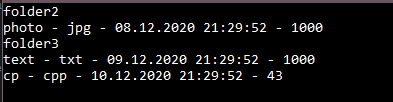 folder2
photo - jpg - 08.12.2020 21:29:52 - 1000
folder3
text - txt - 09.12.2020 21:29:52 - 1000
cp - cpp - 10.12.2020 21:29:52 - 43